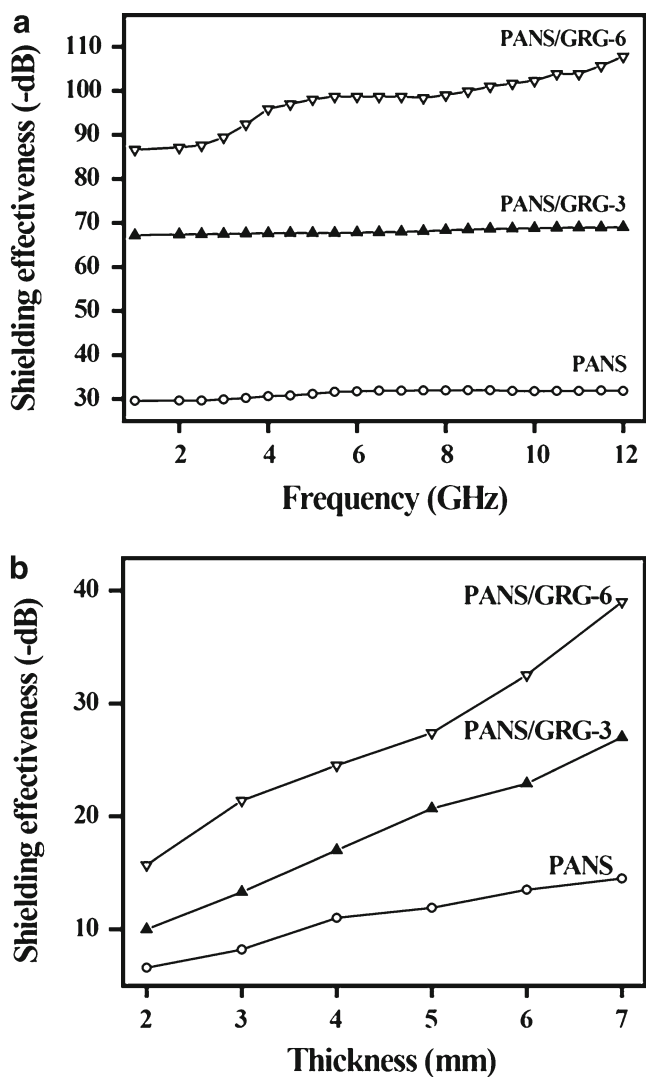 a
Shielding effectiveness (-dB)
110
100
90
80
70
60
50
40
30
PANS/GRG-6
PANS/GRG-3
PANS
2 4 6 8 10 12
Frequency (GHz)
b
Shielding effectiveness (-dB)
40
30
20
10
PANS/GRG-6
PANS/GRG-3
PANS
2 3 4 5 6 7
Thickness (mm)